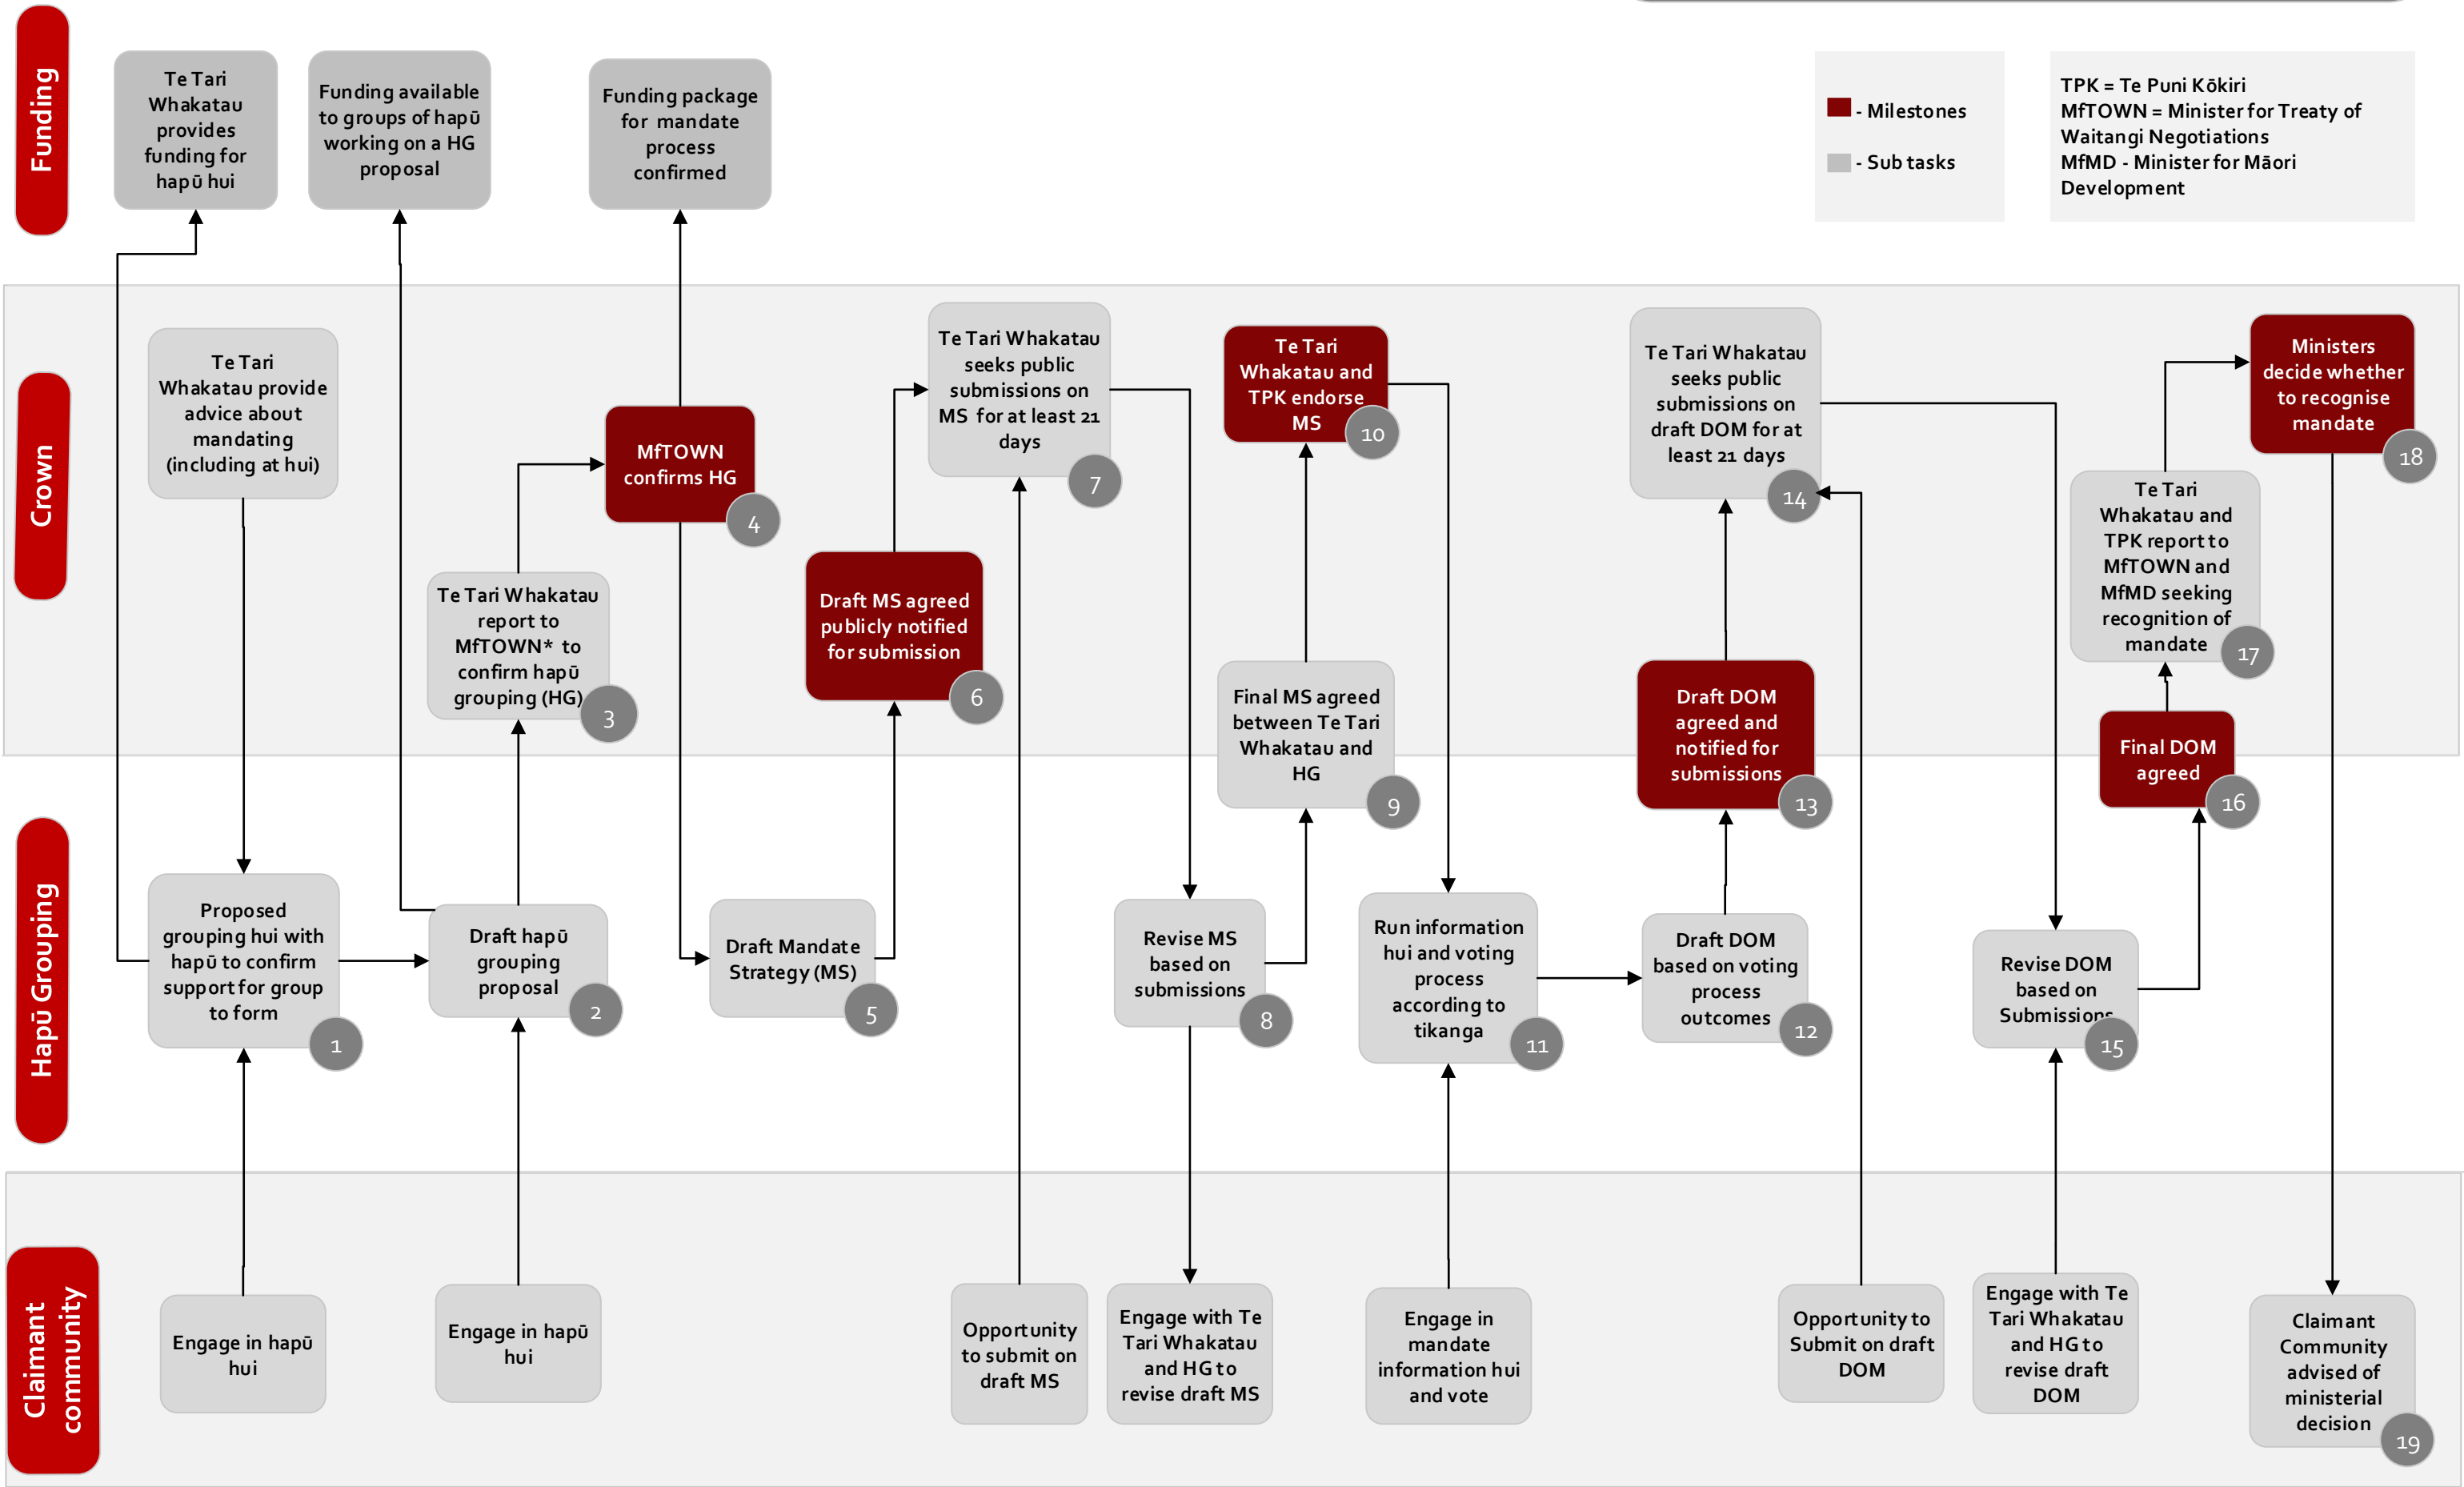 Funding
Te Tari
Whakatau
provides
funding for
hapū hui
Funding available
to groups of hapū
working on a HG
proposal
Funding package
for mandate
process
confirmed
- Milestones
- Sub tasks
TPK = Te Puni Kōkiri
MfTOWN = Minister for Treaty of
Waitangi Negotiations
MfMD - Minister for Māori
Development
Crown
Te Tari
Whakatau provide
advice about
mandating
(including at hui)
Te Tari Whakatau
report to
MfTOWN* to
confirm hapū
grouping (HG)
3
MfTOWN
confirms HG
4
Draft MS agreed
publicly notified
for submission
6
Te Tari Whakatau
seeks public
submissions on
MS for at least 21
days
7
Final MS agreed
between Te Tari
Whakatau and
HG
9
Te Tari
Whakatau and
TPK endorse
MS
10
Draft DOM
agreed and
notified for
submissions
13
Te Tari Whakatau
seeks public
submissions on
draft DOM for at
least 21 days
14
Final DOM
agreed
16
Te Tari
Whakatau and
TPK report to
MfTOWN and
MfMD seeking
recognition of
mandate
17
Ministers
decide whether
to recognise
mandate
18
Hapū Grouping
Proposed
grouping hui with
hapū to confirm
support for group
to form
1
Draft hapū
grouping
proposal
2
Draft Mandate
Strategy (MS)
5
Revise MS
based on
submissions
8
Run information
hui and voting
process
according to
tikanga
11
Draft DOM
based on voting
process
outcomes
12
Revise DOM
based on
Submissions
15
Claimant
community
Engage in hapū
hui
Engage in hapū
hui
Opportunity
to submit on
draft MS
Engage with Te
Tari Whakatau
and HG to
revise draft MS
Engage in
mandate
information hui
and vote
Opportunity to
Submit on draft
DOM
Engage with Te
Tari Whakatau
and HG to
revise draft
DOM
Claimant
Community
advised of
ministerial
decision
19